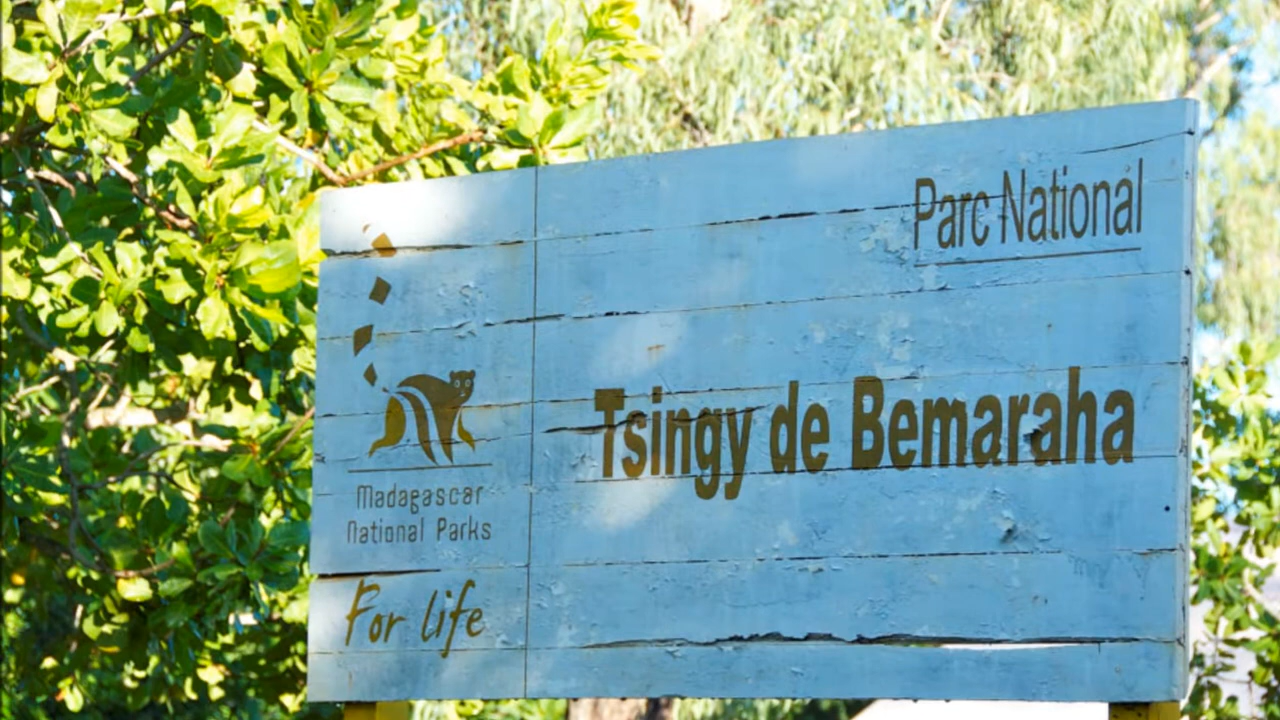 Parc National
Tsingy de Bemaraha
Madagascar
National Parks
For life